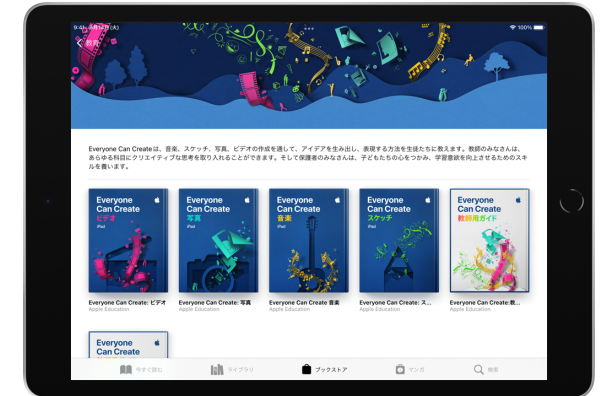 9:41 6月14日(火)
100%
教育
Everyone Can Createは、音楽、スケッチ、写真、ビデオの作成を通して、アイデアを生み出し、表現する方法を生徒たちに教えます。教師のみなさんは、
あらゆる科目にクリエイティブな思考を取り入れることができます。そして保護者のみなさんは、子どもたちの心をつかみ、学習意欲を向上させるためのスキ
ルを養います。
Everyone
Can Create
ビデオ
iPad
Everyone
Can Create
写真
iPad
Everyone
Can Create
音楽
iPad
Everyone
Can Create
スケッチ
iPad
Everyone
Can Create
教師用ガイド
Everyone Can Create: ビデオ
Apple Education
Everyone Can Create: 写真
Apple Education
Everyone Can Create 音楽
Apple Education
Everyone Can Create: ス...
Apple Education
Everyone Can Create:教...
Apple Education
Everyone
Can Create
今すぐ読む
ライブラリ
ブックストア
マンガ
検索